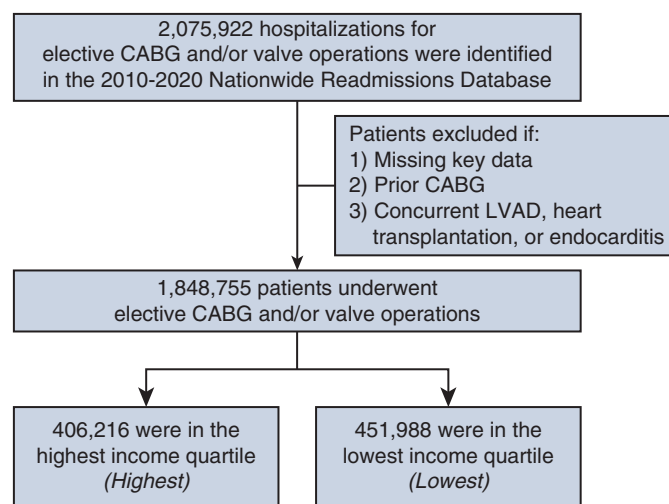 2,075,922 hospitalizations for
elective CABG and/or valve operations were identified
in the 2010-2020 Nationwide Readmissions Database
Patients excluded if:
1) Missing key data
2) Prior CABG
3) Concurrent LVAD, heart
transplantation, or endocarditis
1,848,755 patients underwent
elective CABG and/or valve operations
406,216 were in the
highest income quartile
(Highest)
451,988 were in the
lowest income quartile
(Lowest)